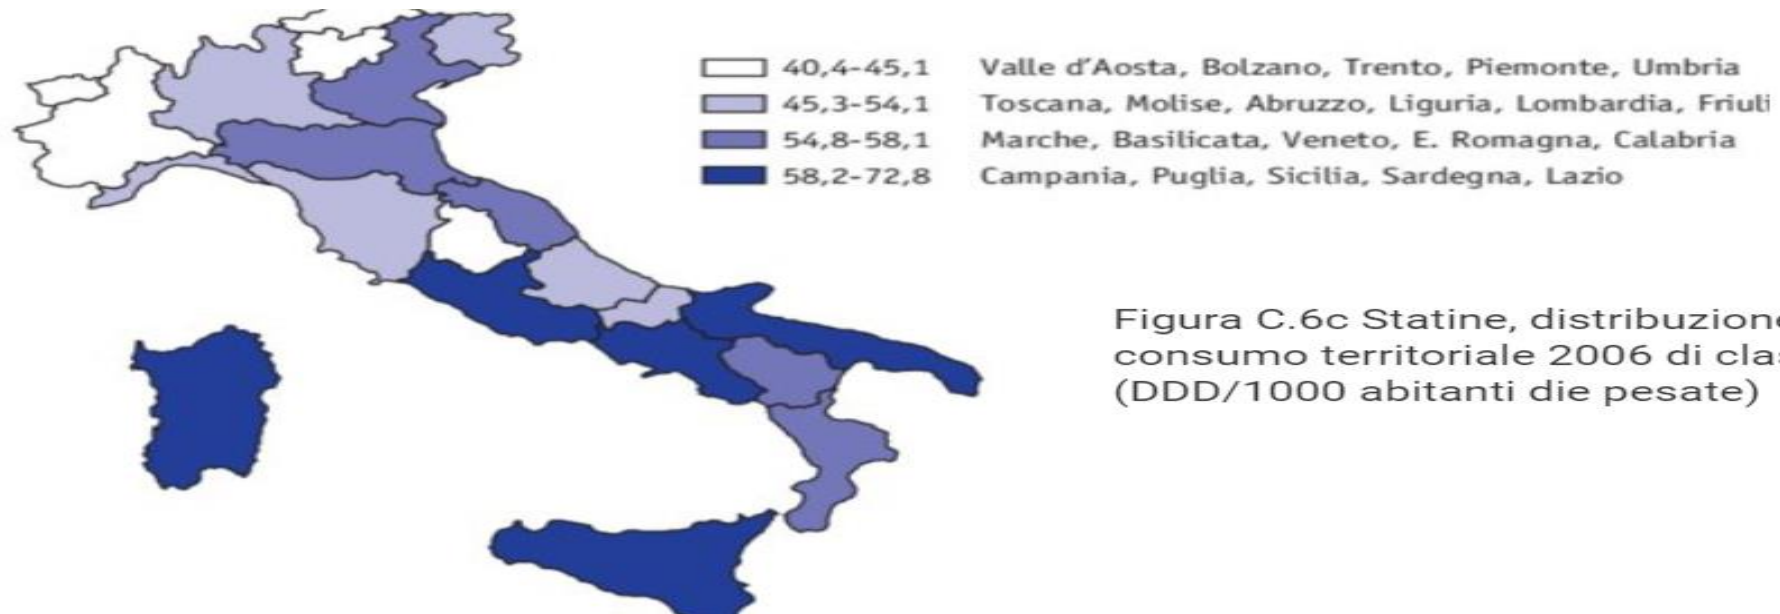 40,4-45,1 Valle d'Aosta, Bolzano, Trento, Piemonte, Umbria
45,3-54,1 Toscana, Molise, Abruzzo, Liguria, Lombardia, Friuli
54,8-58,1 Marche, Basilicata, Veneto, E. Romagna, Calabria
58,2-72,8 Campania, Puglia, Sicilia, Sardegna, Lazio
Figura C.6c Statine, distribuzione
consumo territoriale 2006 di
(DDD/1000 abitanti die pesate)